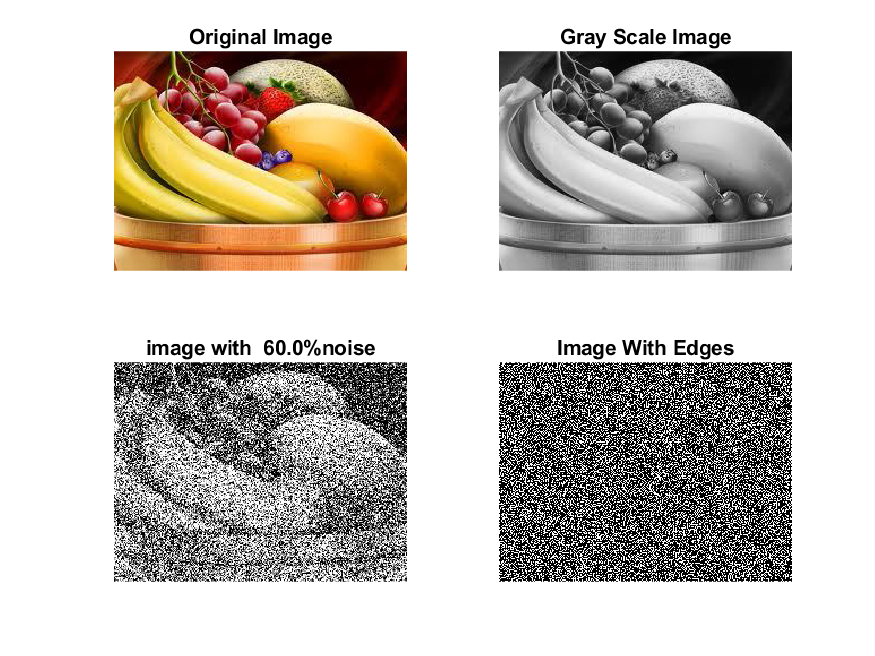 Original Image
Gray Scale Image
image with  60.0%noise
Image With Edges